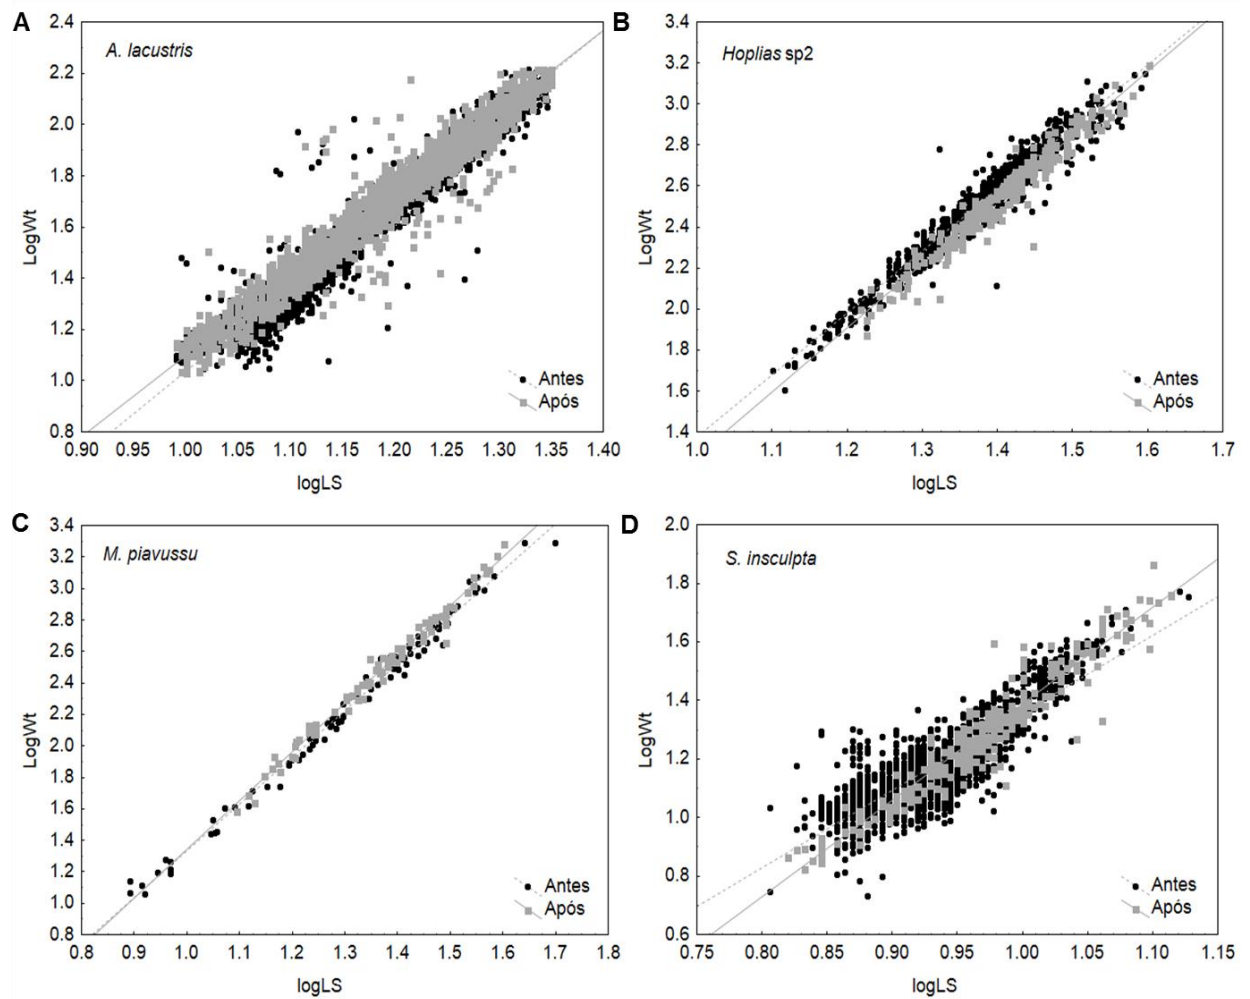 A
A. lacustris
2.4
2.2
2.0
1.8
1.6
1.4
1.2
1.0
0.8
LogWt
0.90 0.95 1.00 1.05 1.10 1.15 1.20 1.25 1.30 1.35 1.40
logLS
Antes
Após
B
Hoplias sp2
3.4
3.2
3.0
2.8
2.6
2.4
2.2
2.0
1.8
1.6
1.4
LogWt
1.0 1.1 1.2 1.3 1.4 1.5 1.6 1.7
logLS
Antes
Após
C
M. piavussu
3.4
3.2
3.0
2.8
2.6
2.4
2.2
2.0
1.8
1.6
1.4
1.2
1.0
0.8
LogWt
0.8 0.9 1.0 1.1 1.2 1.3 1.4 1.5 1.6 1.7 1.8
logLS
Antes
Após
D
S. insculpta
2.0
1.8
1.6
1.4
1.2
1.0
0.8
0.6
LogWt
0.75 0.80 0.85 0.90 0.95 1.00 1.05 1.10 1.15
logLS
Antes
Após